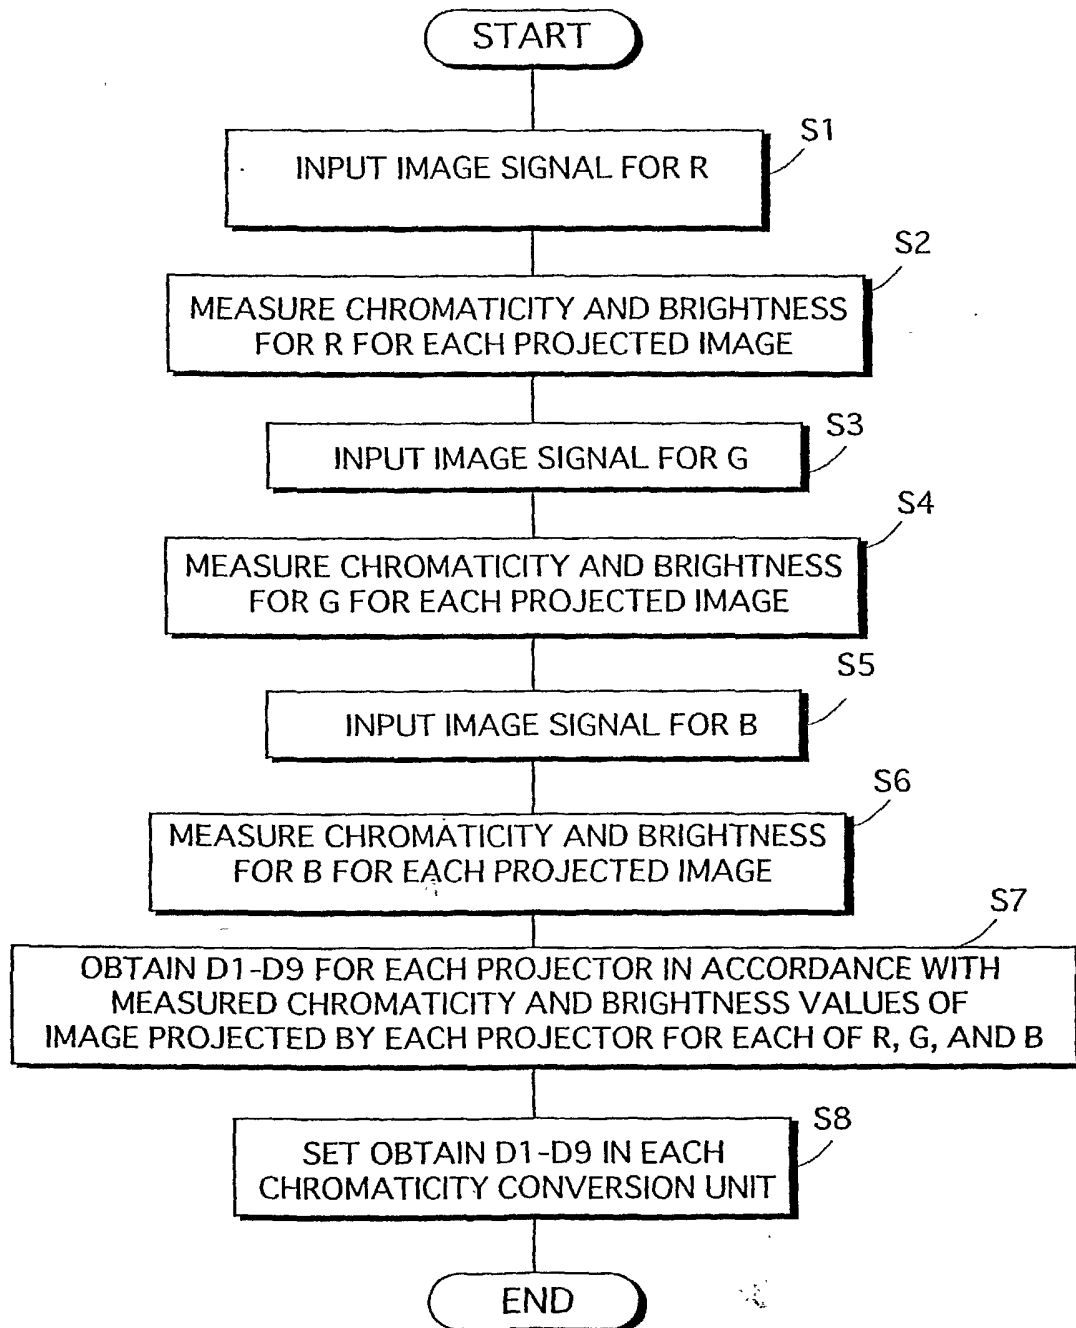 START
S1
INPUT IMAGE SIGNAL FOR R
S2
MEASURE CHROMATICITY AND BRIGHTNESS
FOR R FOR EACH PROJECTED IMAGE
S3
INPUT IMAGE SIGNAL FOR G
S4
MEASURE CHROMATICITY AND BRIGHTNESS
FOR G FOR EACH PROJECTED IMAGE
S5
INPUT IMAGE SIGNAL FOR B
S6
MEASURE CHROMATICITY AND BRIGHTNESS
FOR B FOR EACH PROJECTED IMAGE
S7
OBTAIN D1-D9 FOR EACH PROJECTOR IN ACCORDANCE WITH
MEASURED CHROMATICITY AND BRIGHTNESS VALUES OF
IMAGE PROJECTED BY EACH PROJECTOR FOR EACH OF R, G, AND B
S8
SET OBTAIN D1-D9 IN EACH
CHROMATICITY CONVERSION UNIT
END